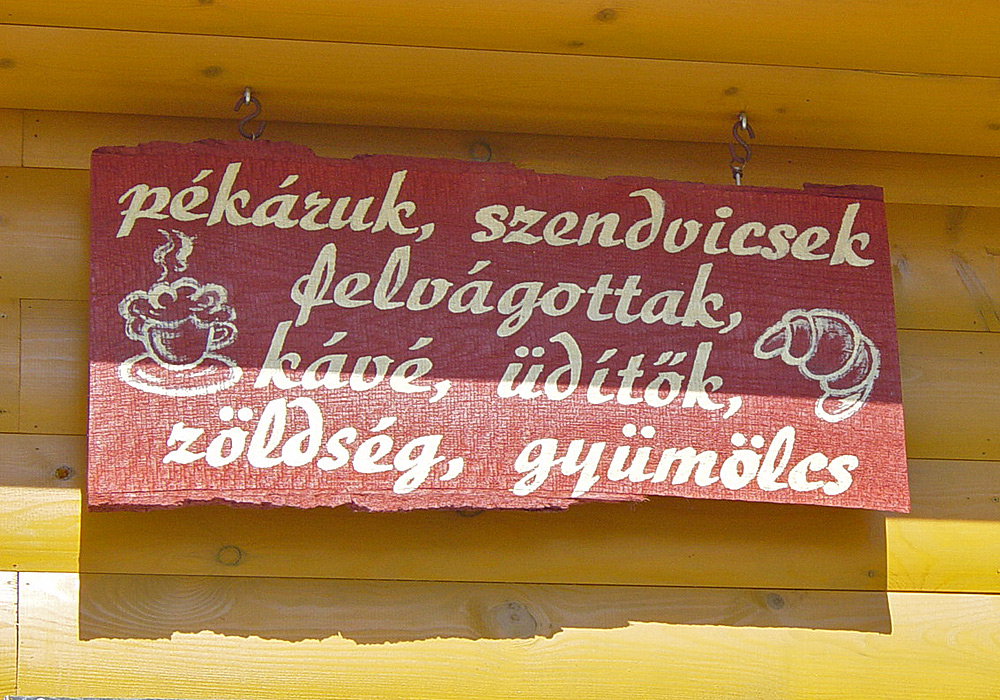 pékáruk, szendvicsek
felvágottak,
kávé, üdítők,
zöldség, gyümölcs